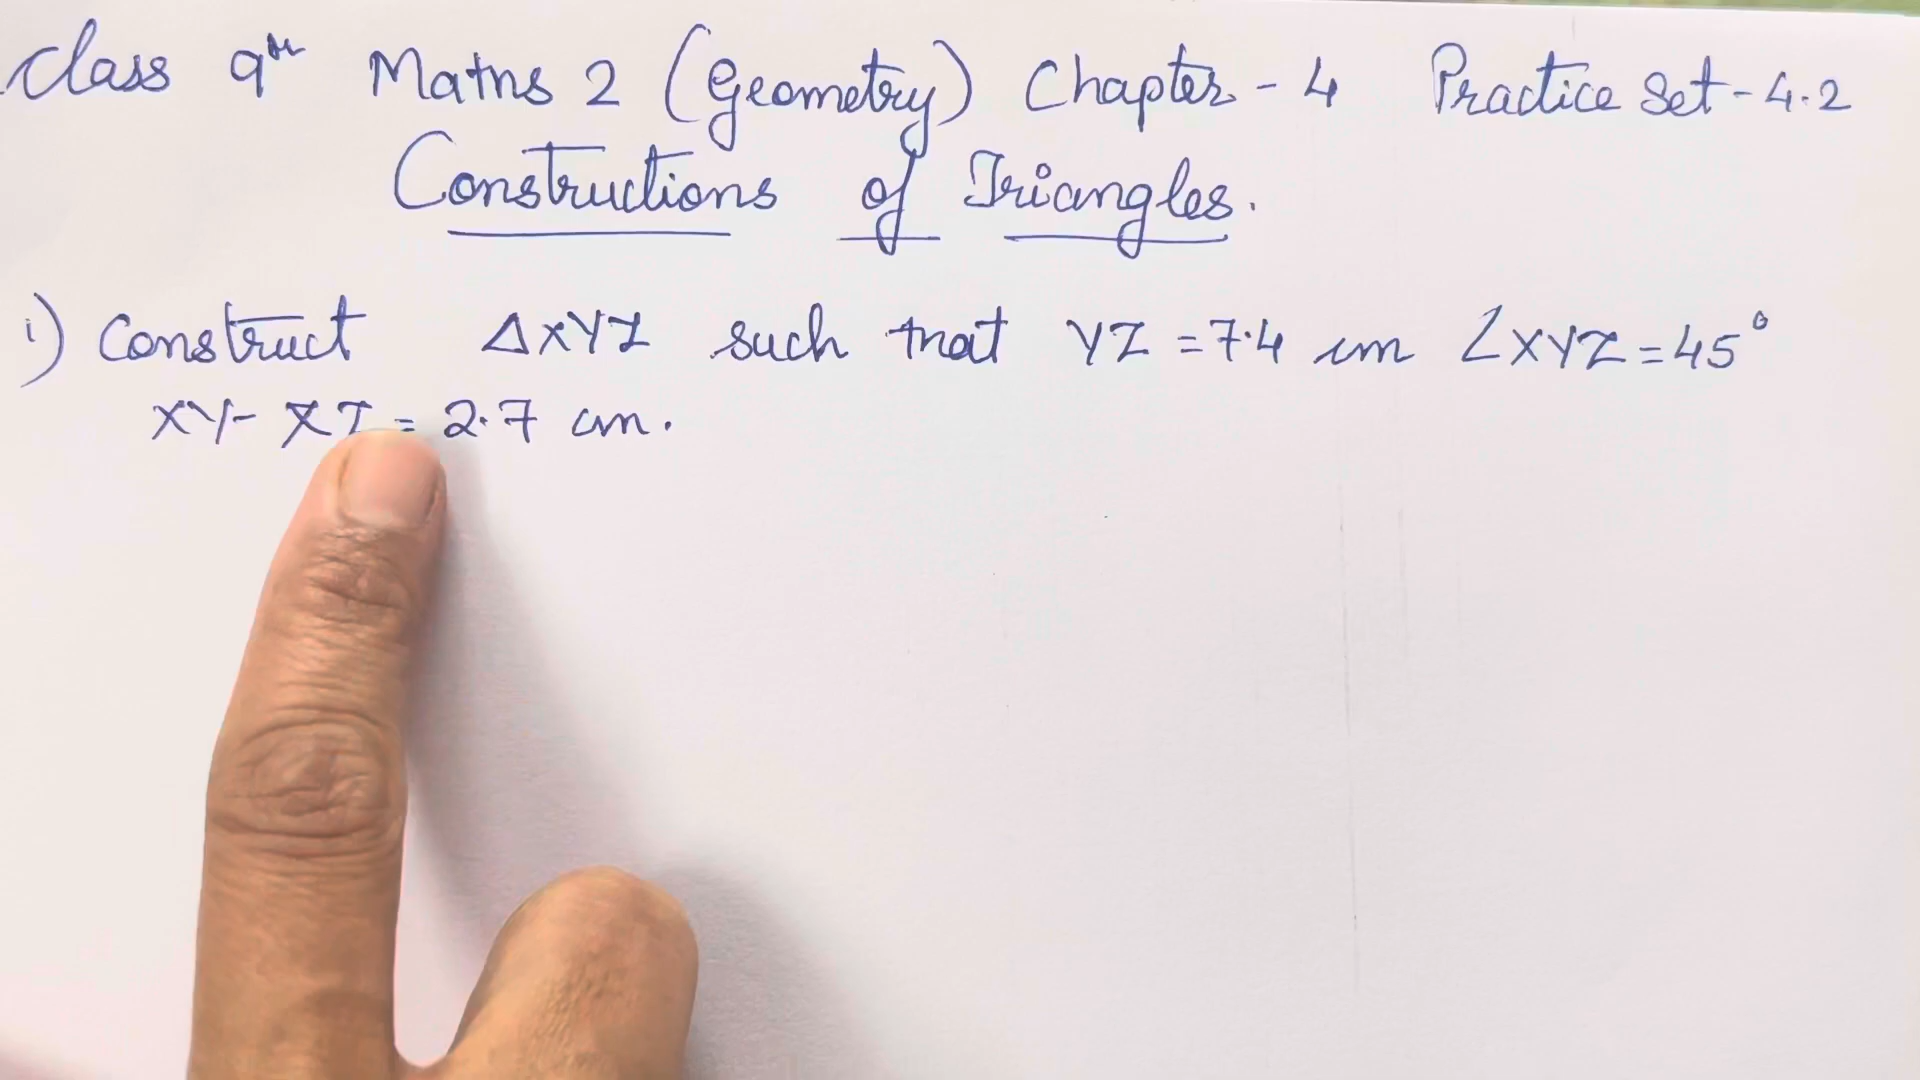 Class 9th Maths 2 (Geometry) Chapter - 4 Practice Set - 4.2
Constructions of Triangles.
i) Construct ΔXYZ such that YZ = 7.4 cm ∠XYZ = 45°
XY - XZ = 2.7 cm.